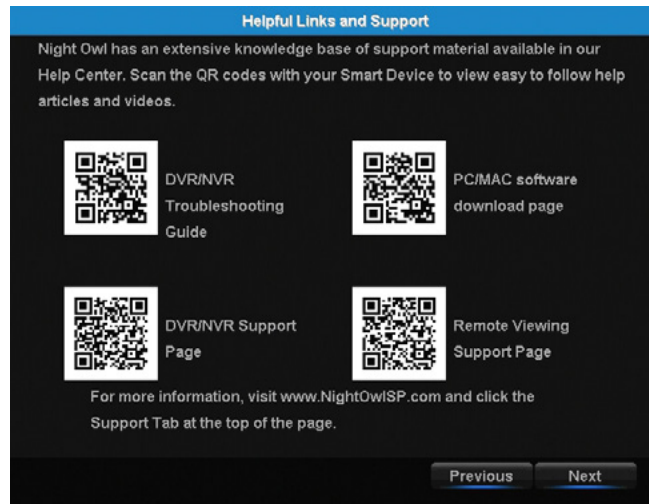 Helpful Links and Support
Night Owl has an extensive knowledge base of support material available in our
Help Center. Scan the QR codes with your Smart Device to view easy to follow help
articles and videos.
DVR/NVR
Troubleshooting
Guide
PC/MAC software
download page
DVR/NVR Support
Page
Remote Viewing
Support Page
For more information, visit www.NightOwlSP.com and click the
Support Tab at the top of the page.
Previous
Next